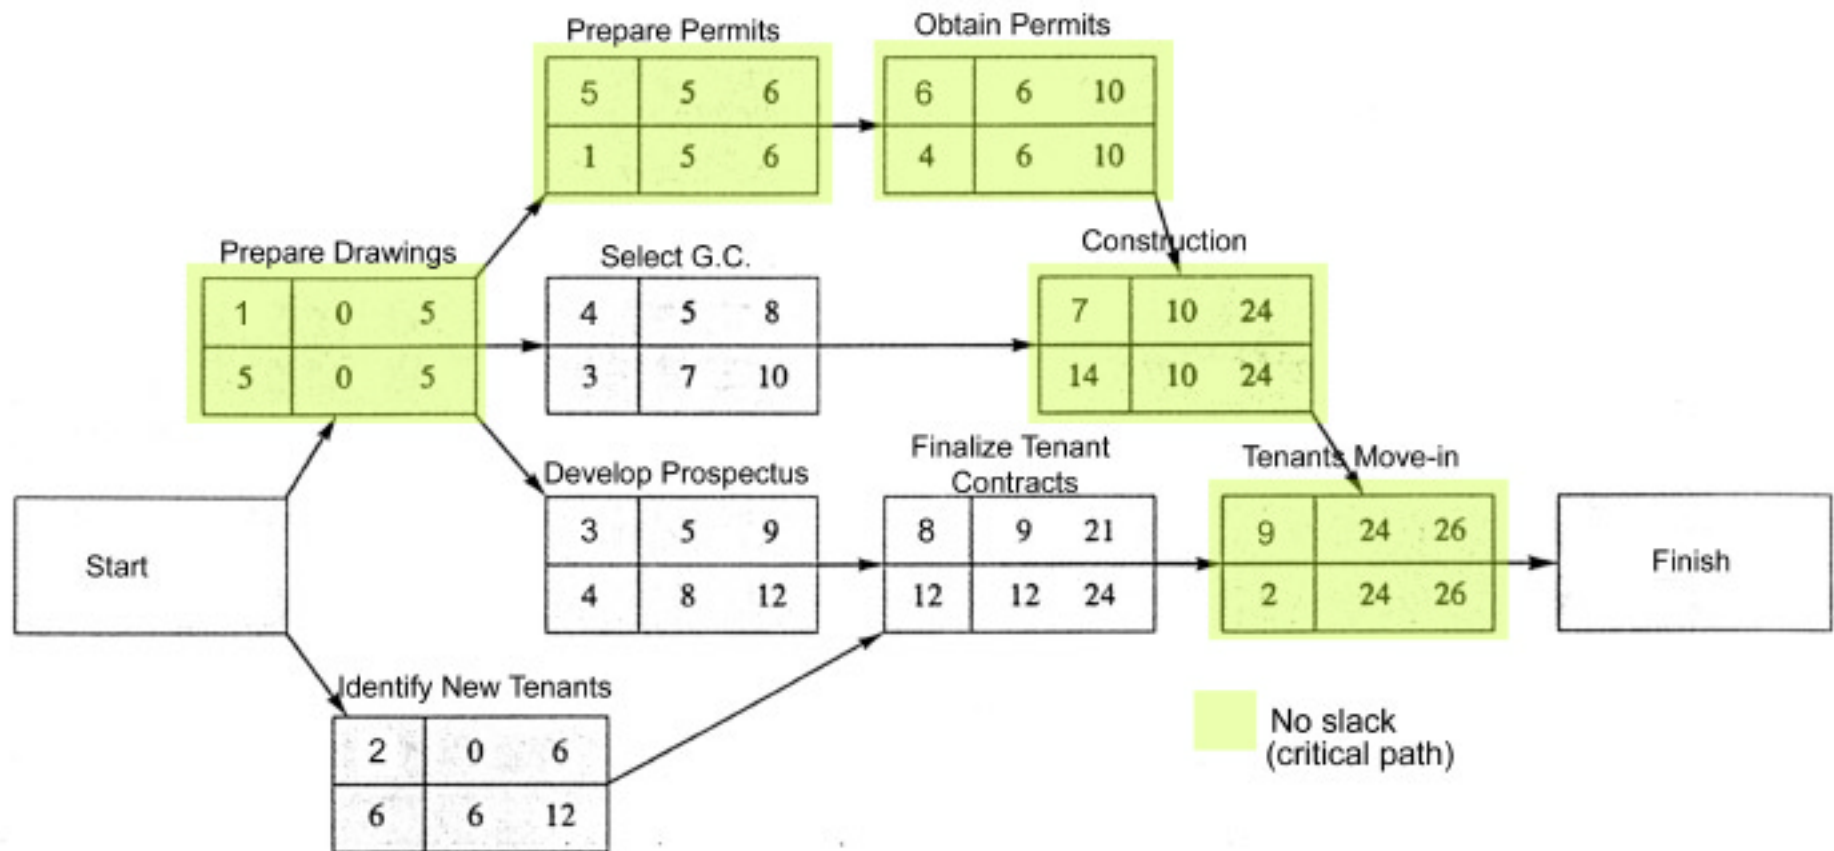 Prepare Permits
5 5 6
1 5 6
Obtain Permits
6 6 10
4 6 10
Prepare Drawings
1 0 5
5 0 5
Select G.C.
4 5 8
3 7 10
Construction
7 10 24
14 10 24
Start
Develop Prospectus
3 5 9
4 8 12
Finalize Tenant
Contracts
8 9 21
12 12 24
Tenants Move-in
9 24 26
2 24 26
Finish
Identify New Tenants
2 0 6
6 6 12
No slack
(critical path)